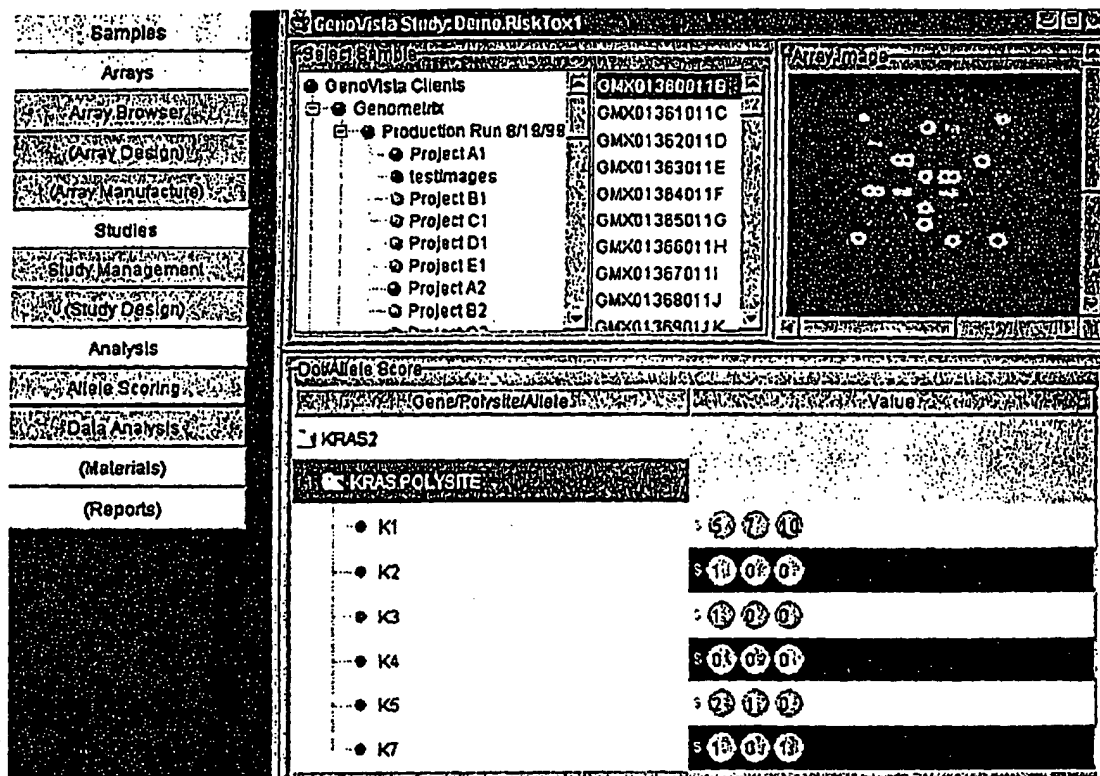 Samples
Arrays
Array Browser
(Array Design)
(Array Manufacture)
Studies
Study Management
(Study Design)
Analysis
Allele Scoring
Data Analysis
(Materials)
(Reports)
GenoVista Study: Demo.RiskTox1
Select Sample
GenoVista Clients
Genometrix
Production Run 8/19/99
Project A1
testimages
Project B1
Project C1
Project D1
Project E1
Project A2
Project B2
GMX01360011B
GMX01361011C
GMX01362011D
GMX01363011E
GMX01364011F
GMX01365011G
GMX01366011H
GMX01367011I
GMX01368011J
GMX01369011K
Array Image
Dot/Allele Score
Gene/Polysite/Allele
Value
KRAS2
KRAS.POLYSITE
K1
K2
K3
K4
K5
K7